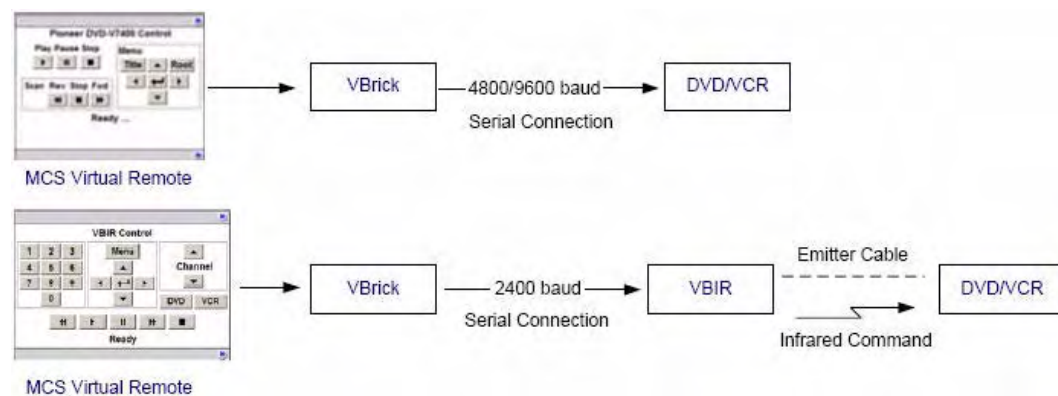 Pioneer DVD-V7400 Control
Play Pause Stop
Menu
Title Root
Scan Rev Stop Fwd
Ready ...
MCS Virtual Remote
VBrick
4800/9600 baud
Serial Connection
DVD/VCR
VBIR Control
1 2 3
4 5 6
7 8 9
0
Menu
Channel
DVD VCR
Ready
MCS Virtual Remote
VBrick
2400 baud
Serial Connection
VBIR
Emitter Cable
Infrared Command
DVD/VCR